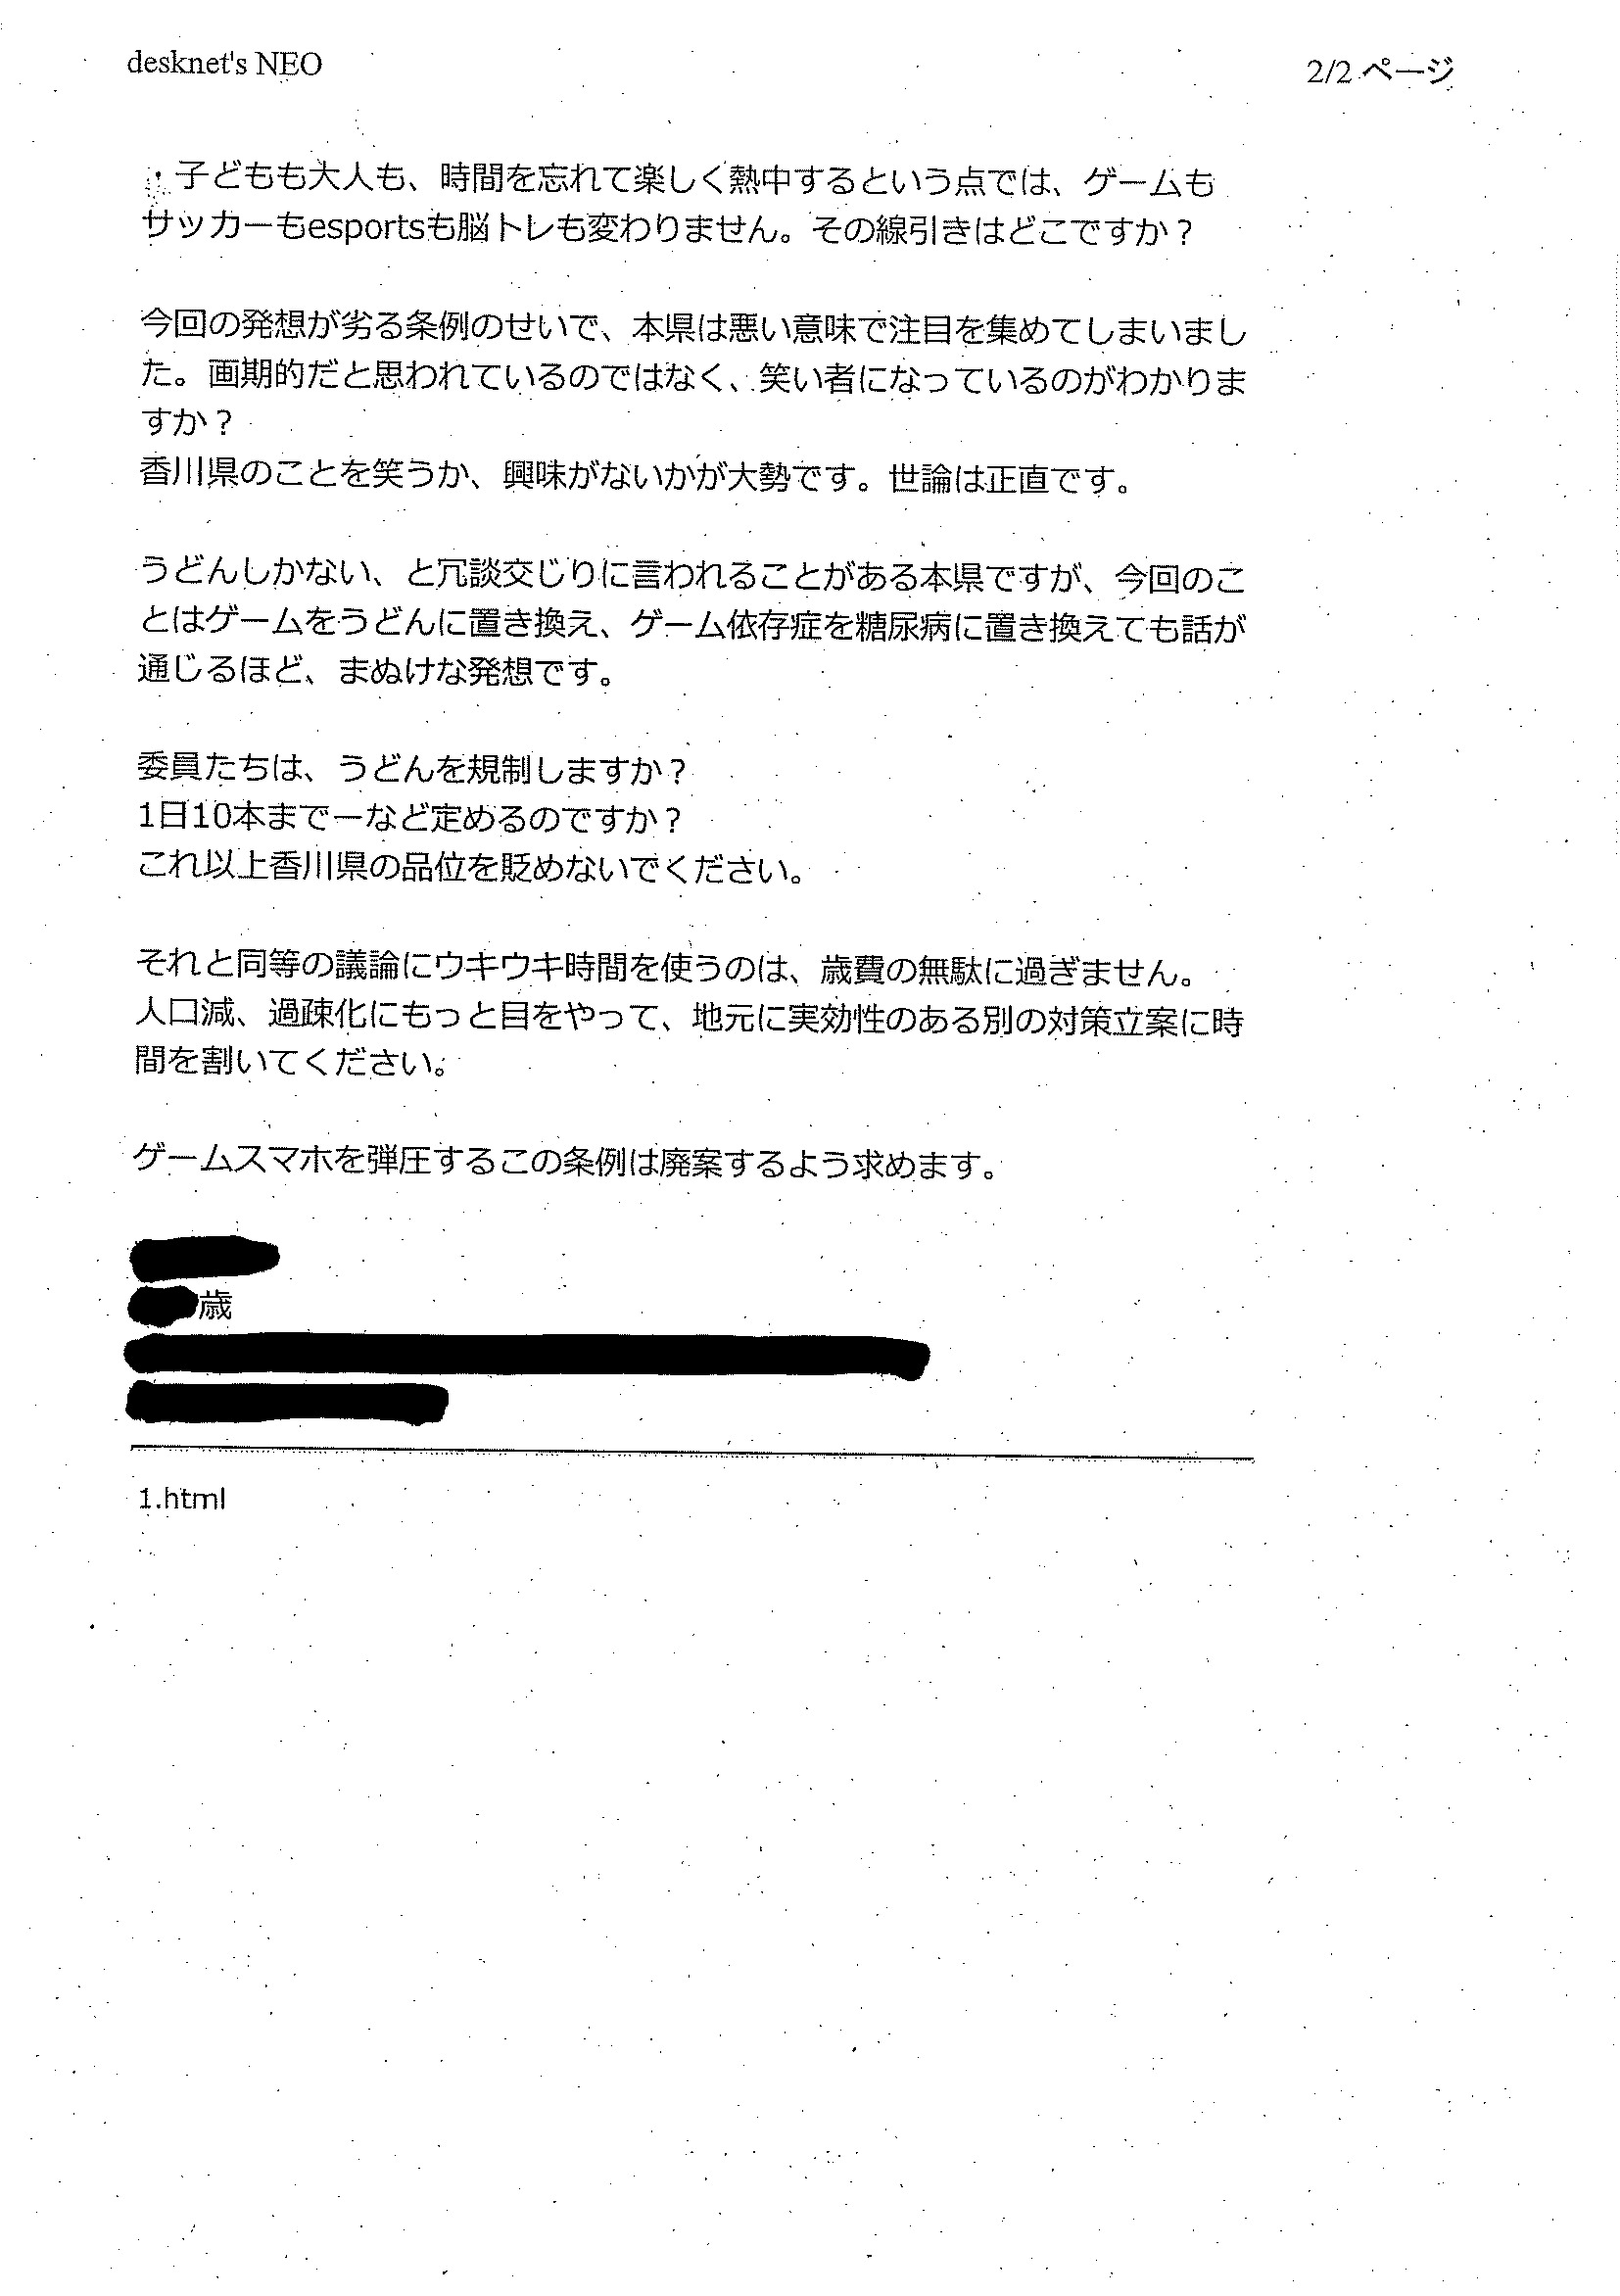 desknet's NEO
2/2 ページ
・子どもも大人も、時間を忘れて楽しく熱中するという点では、ゲームも
サッカーもesportsも脳トレも変わりません。その線引きはどこですか？
今回の発想が劣る条例のせいで、本県は悪い意味で注目を集めてしまいまし
た。画期的だと思われているのではなく、笑い者になっているのがわかりま
すか？
香川県のことを笑うか、興味がないかが大勢です。世論は正直です。
うどんしかない、と冗談交じりに言われることがある本県ですが、今回のこ
とはゲームをうどんに置き換え、ゲーム依存症を糖尿病に置き換えても話が
通じるほど、まぬけな発想です。
委員たちは、うどんを規制しますか？
1日10本までーなど定めるのですか？
これ以上香川県の品位を貶めないでください。
それと同等の議論にウキウキ時間を使うのは、歳費の無駄に過ぎません。
人口減、過疎化にもっと目をやって、地元に実効性のある別の対策立案に時
間を割いてください。
ゲームスマホを弾圧するこの条例は廃案するよう求めます。
歳
1.html